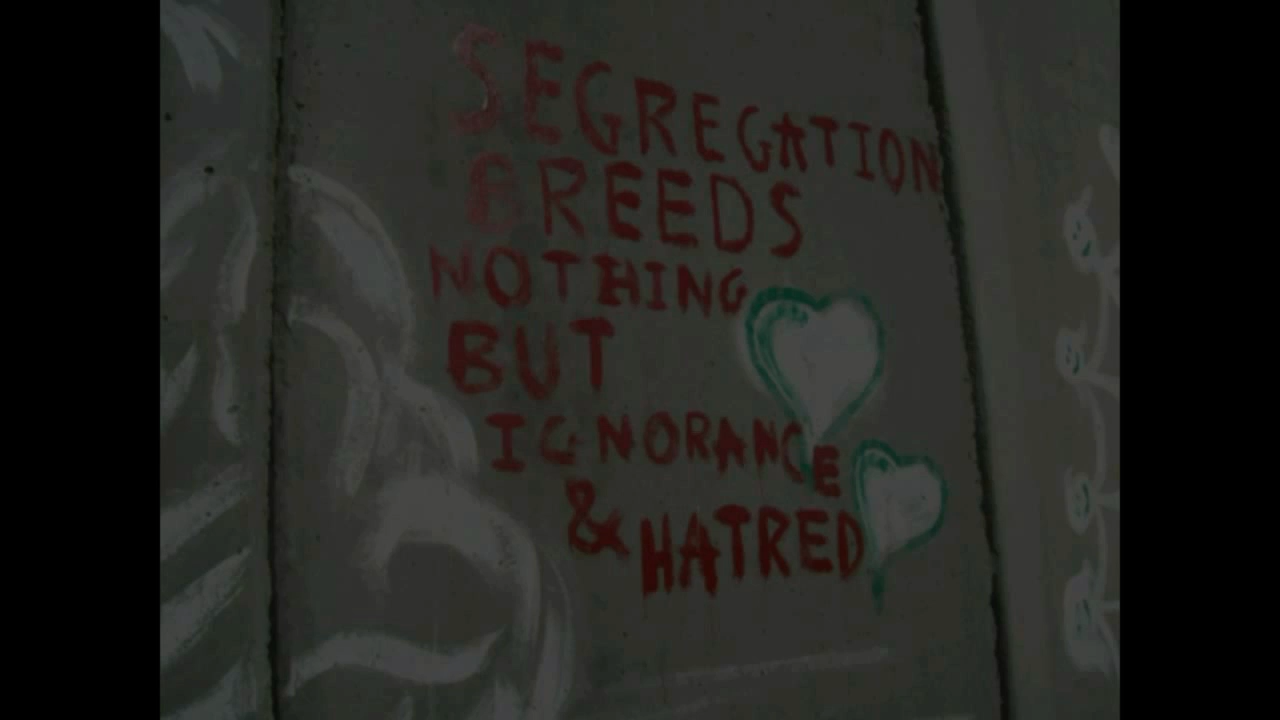 SEGREGATION
BREEDS
NOTHING
BUT
IGNORANCE
& HATRED